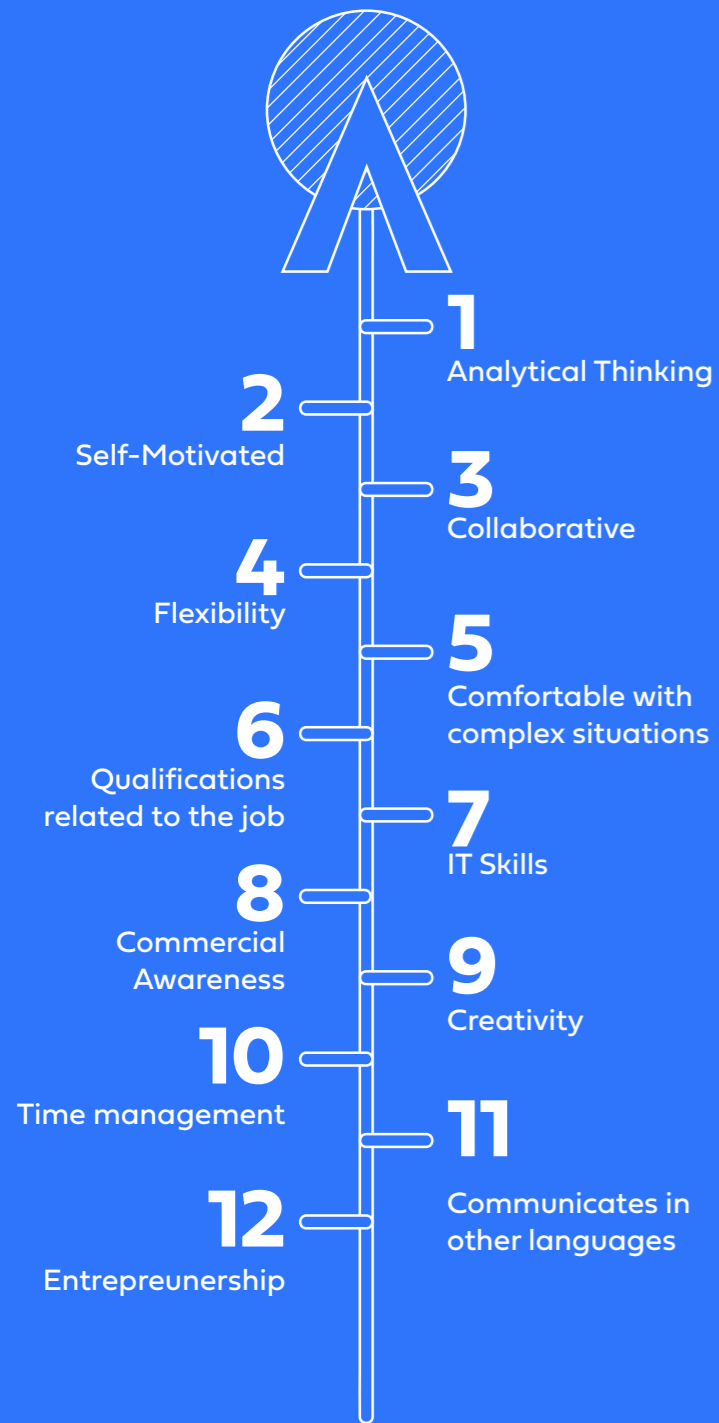 1
Analytical Thinking
2
Self-Motivated
3
Collaborative
4
Flexibility
5
Comfortable with
complex situations
6
Qualifications
related to the job
7
IT Skills
8
Commercial
Awareness
9
Creativity
10
Time management
11
Communicates in
other languages
12
Entrepreunership